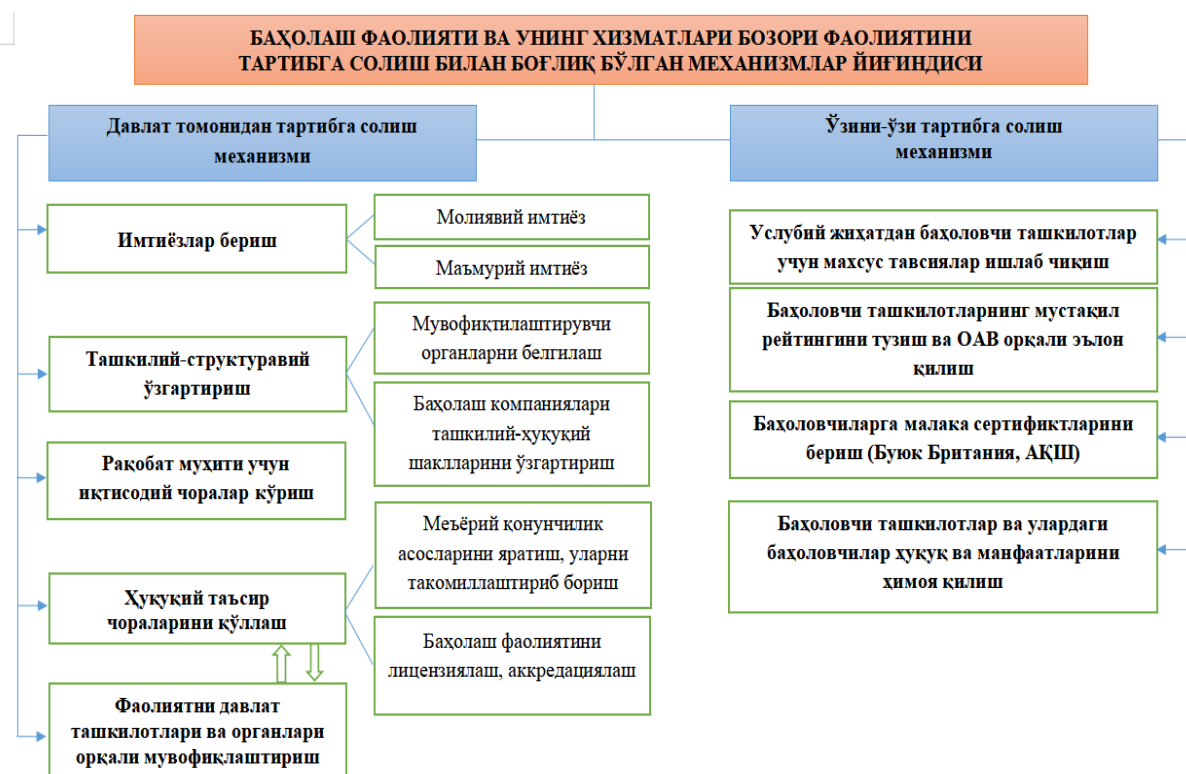 БАҲОЛАШ ФАОЛИЯТИ ВА УНИНГ ХИЗМАТЛАРИ БОЗОРИ ФАОЛИЯТИНИ
ТАРТИБГА СОЛИШ БИЛАН БОҒЛИҚ БЎЛГАН МЕХАНИЗМЛАР ЙИҒИНДИСИ
Давлат томонидан тартибга солиш
механизми
Имтиёзлар бериш
Молиявий имтиёз
Маъмурий имтиёз
Ташкилий-структуравий
ўзгартириш
Мувофиқтилаштирувчи
органларни белгилаш
Баҳолаш компаниялари
ташкилий-ҳуқуқий
шаклларини ўзгартириш
Рақобат муҳити учун
иқтисодий чоралар кўриш
Ҳуқуқий таъсир
чораларини қўллаш
Меъёрий қонунчилик
асосларини яратиш, уларни
такомиллаштириб бориш
Баҳолаш фаолиятини
лицензиялаш, аккредациялаш
Фаолиятни давлат
ташкилотлари ва органлари
орқали мувофиқлаштириш
Ўзини-ўзи тартибга солиш
механизми
Услубий жиҳатдан баҳоловчи ташкилотлар
учун махсус тавсиялар ишлаб чиқиш
Баҳоловчи ташкилотларнинг мустақил
рейтингини тузиш ва ОАВ орқали эълон
қилиш
Баҳоловчиларга малака сертификтларини
бериш (Буюк Британия, АҚШ)
Баҳоловчи ташкилотлар ва улардаги
баҳоловчилар ҳуқуқ ва манфаатларини
ҳимоя қилиш